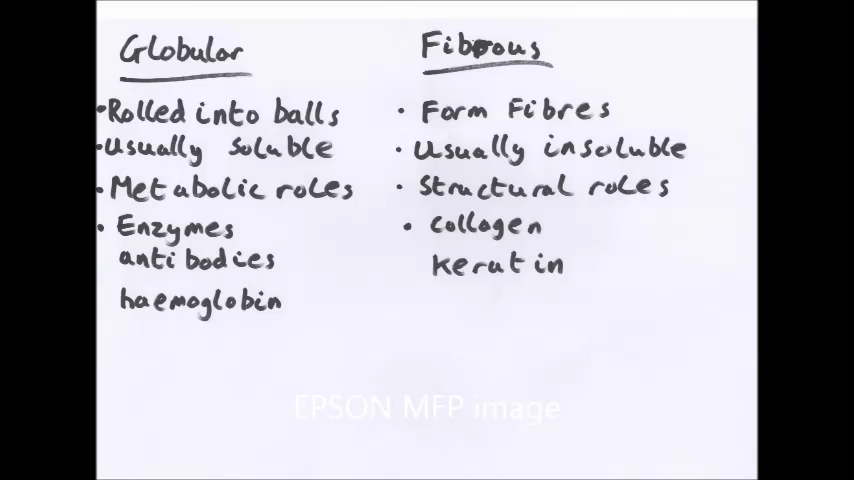 Globular
• Rolled into balls
• Usually soluble
• Metabolic roles
• Enzymes
antibodies
haemoglobin
Fibrous
• Form Fibres
• Usually insoluble
• Structural roles
• Collagen
Keratin
EPSON MFP image